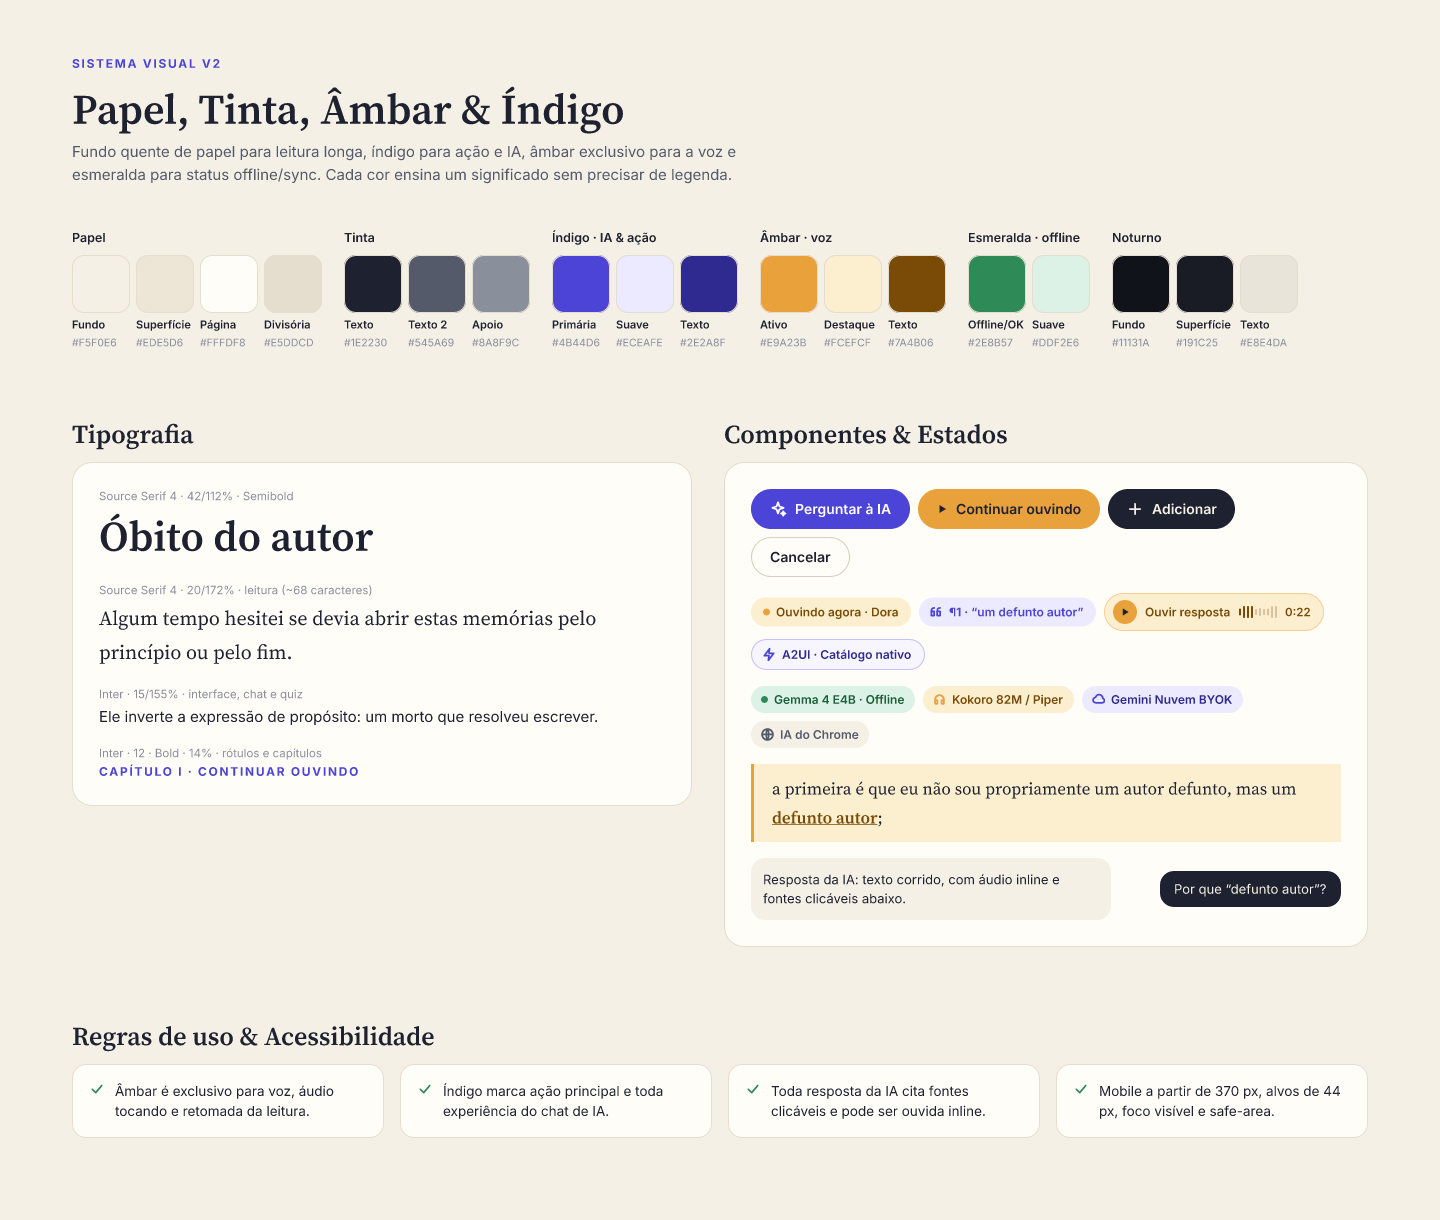 SISTEMA VISUAL V2
Papel, Tinta, Âmbar & Índigo
Fundo quente de papel para leitura longa, índigo para ação e IA, âmbar exclusivo para a voz e
esmeralda para status offline/sync. Cada cor ensina um significado sem precisar de legenda.
Papel
Fundo Superfície Página Divisória
#F5F0E6 #EDE5D6 #FFFDF8 #E5DDCD
Tinta
Texto Texto 2 Apoio
#1E2230 #545A69 #8A8F9C
Índigo · IA & ação
Primária Suave Texto
#4B44D6 #ECEAFE #2E2A8F
Âmbar · voz
Ativo Destaque Texto
#E9A23B #FCEFCF #7A4B06
Esmeralda · offline
Offline/OK Suave
#2E8B57 #DDF2E6
Noturno
Fundo Superfície Texto
#11131A #191C25 #E8E4DA
Tipografia
Source Serif 4 · 42/112% · Semibold
Óbito do autor
Source Serif 4 · 20/172% · leitura (~68 caracteres)
Algum tempo hesitei se devia abrir estas memórias pelo
princípio ou pelo fim.
Inter · 15/155% · interface, chat e quiz
Ele inverte a expressão de propósito: um morto que resolveu escrever.
Inter · 12 · Bold · 14% · rótulos e capítulos
CAPÍTULO I · CONTINUAR OUVINDO
Componentes & Estados
Perguntar à IA Continuar ouvindo Adicionar
Cancelar
Ouvindo agora · Dora ¶1 · “um defunto autor” Ouvir resposta 0:22
A2UI · Catálogo nativo
Gemma 4 E4B · Offline Kokoro 82M / Piper Gemini Nuvem BYOK
IA do Chrome
a primeira é que eu não sou propriamente um autor defunto, mas um
defunto autor;
Resposta da IA: texto corrido, com áudio inline e
fontes clicáveis abaixo.
Por que “defunto autor”?
Regras de uso & Acessibilidade
Âmbar é exclusivo para voz, áudio
tocando e retomada da leitura.
Índigo marca ação principal e toda
experiência do chat de IA.
Toda resposta da IA cita fontes
clicáveis e pode ser ouvida inline.
Mobile a partir de 370 px, alvos de 44
px, foco visível e safe-area.